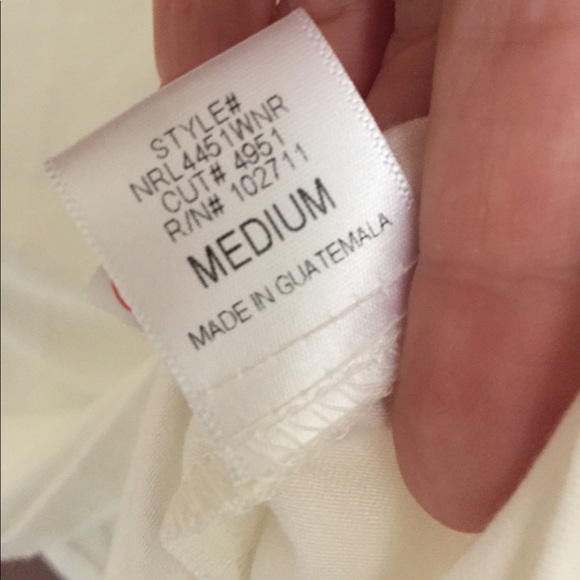 STYLE#
NRL4451WNR
CUT# 4951
R/N# 102711
MEDIUM
MADE IN GUATEMALA